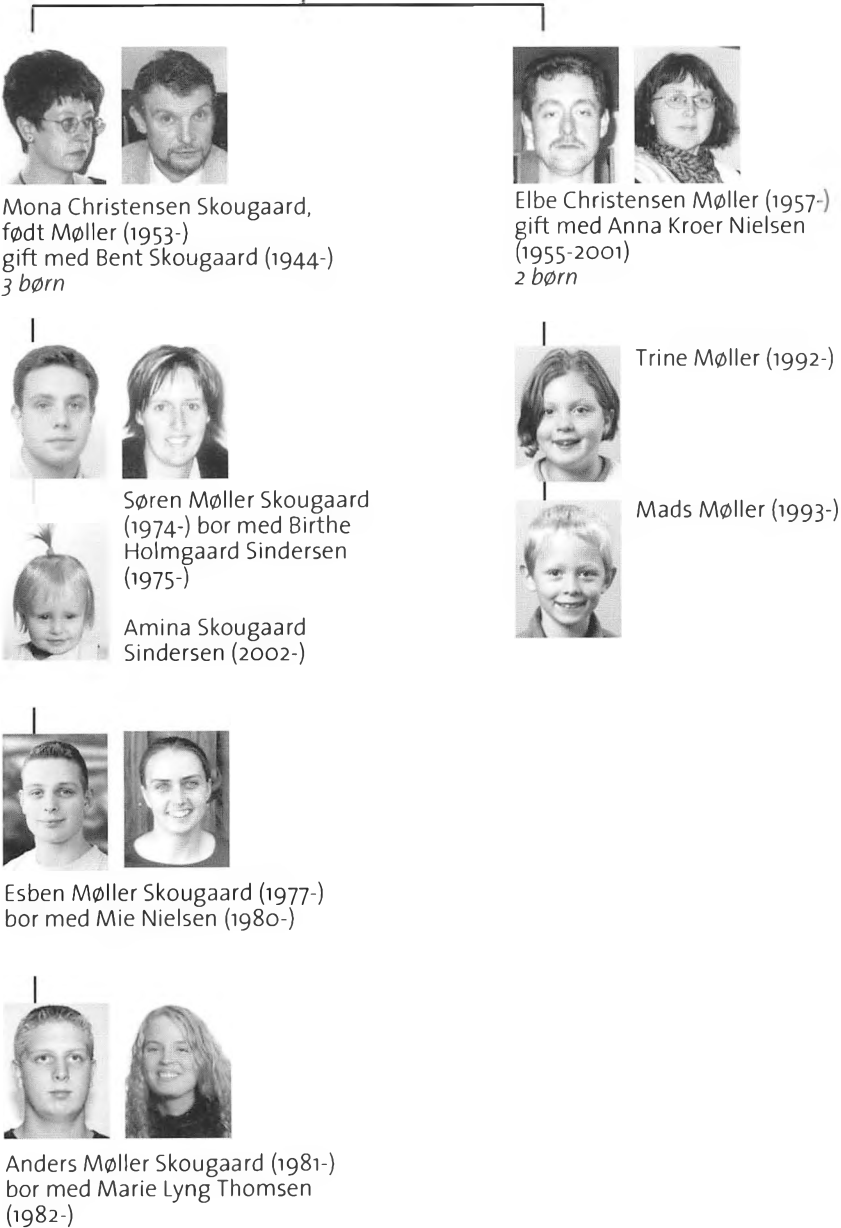 Mona Christensen Skougaard,
født Møller (1953-)
gift med Bent Skougaard (1944-)
3 børn
Søren Møller Skougaard
(1974-) bor med Birthe
Holmgaard Sindersen
(1975-)
Amina Skougaard
Sindersen (2002-)
Esben Møller Skougaard (1977-)
bor med Mie Nielsen (1980-)
Anders Møller Skougaard (1981-)
bor med Marie Lyng Thomsen
(1982-)
Elbe Christensen Møller (1957-)
gift med Anna Kroer Nielsen
(1955-2001)
2 børn
Trine Møller (1992-)
Mads Møller (1993-)